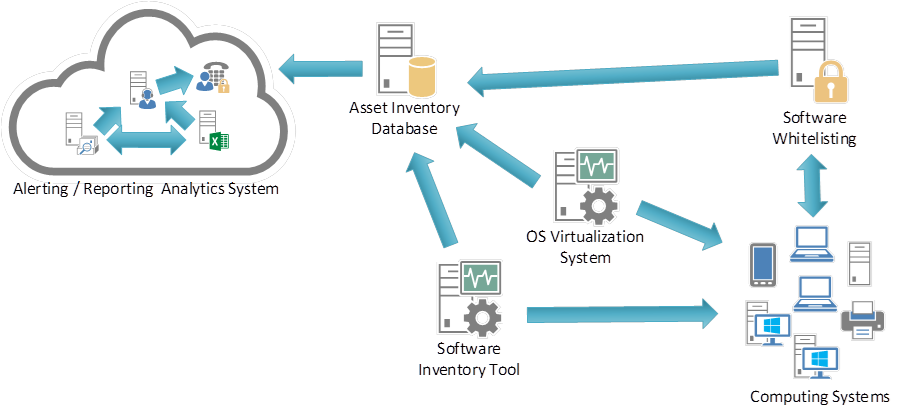 Asset Inventory
Database
Software
Whitelisting
Alerting / Reporting Analytics System
OS Virtualization
System
Software
Inventory Tool
Computing Systems